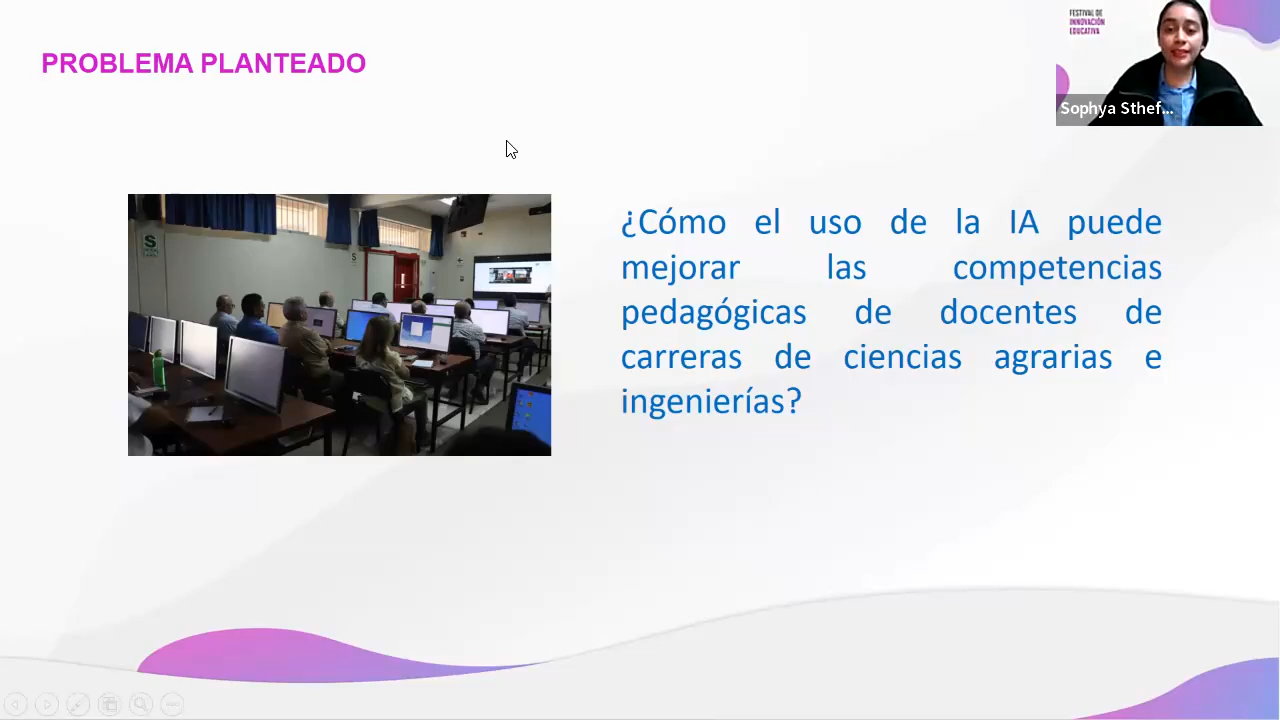 PROBLEMA PLANTEADO
FESTIVAL DE
INNOVACIÓN
EDUCATIVA
Sophya Sthef...
¿Cómo el uso de la IA puede
mejorar las competencias
pedagógicas de docentes de
carreras de ciencias agrarias e
ingenierías?
S
S